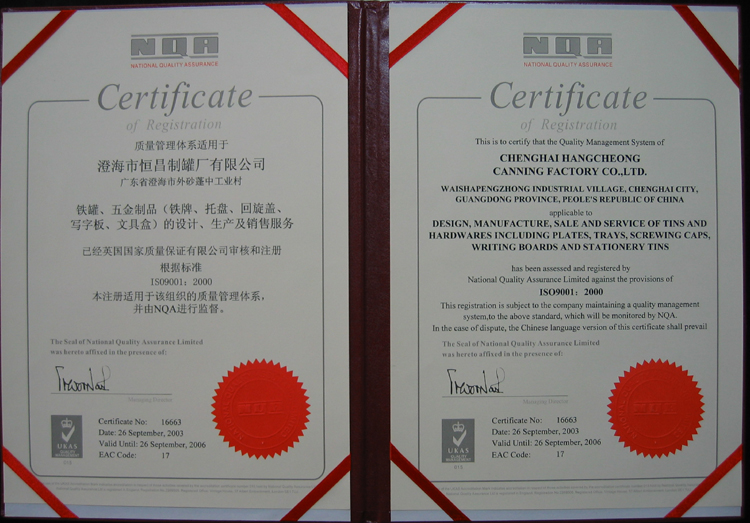 NQA
NATIONAL QUALITY ASSURANCE
Certificate
of Registration
质量管理体系适用于
澄海市恒昌制罐厂有限公司
广东省澄海市外砂蓬中工业村
铁罐、五金制品（铁牌、托盘、回旋盖、
写字板、文具盒）的设计、生产及销售服务
已经英国国家质量保证有限公司审核和注册
根据标准
ISO9001：2000
本注册适用于该组织的质量管理体系，
并由NQA进行监督。
The Seal of National Quality Assurance Limited
was hereto affixed in the presence of:
Managing Director
UKAS
QUALITY
MANAGEMENT
015
Certificate No: 16663
Date: 26 September, 2003
Valid Until: 26 September, 2006
EAC Code: 17
NQA
NQA
NATIONAL QUALITY ASSURANCE
Certificate
of Registration
This is to certify that the Quality Management System of
CHENGHAI HANGCHEONG
CANNING FACTORY CO.,LTD.
WAISHAPENGZHONG INDUSTRIAL VILLAGE, CHENGHAI CITY,
GUANGDONG PROVINCE, PEOLE'S REPUBLIC OF CHINA
applicable to
DESIGN, MANUFACTURE, SALE AND SERVICE OF TINS AND
HARDWARES INCLUDING PLATES, TRAYS, SCREWING CAPS,
WRITING BOARDS AND STATIONERY TINS
has been assessed and registered by
National Quality Assurance Limited against the provisions of
ISO9001：2000
This registration is subject to the company maintaining a quality management
system,to the above standard, which will be monitored by NQA.
In the case of dispute, the Chinese language version of this certificate shall prevail
The Seal of National Quality Assurance Limited
was hereto affixed in the presence of:
Managing Director
UKAS
QUALITY
MANAGEMENT
015
Certificate No: 16663
Date: 26 September, 2003
Valid Until: 26 September, 2006
EAC Code: 17
NQA